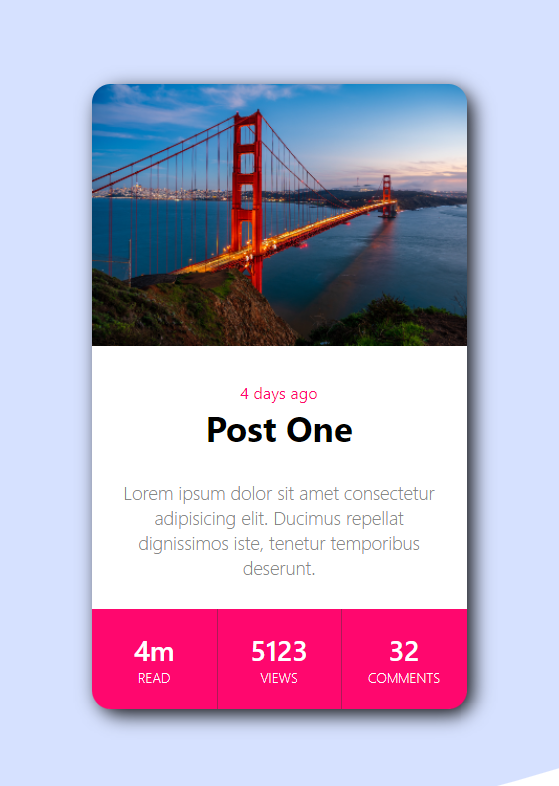 4 days ago
Post One
Lorem ipsum dolor sit amet consectetur
adipisicing elit. Ducimus repellat
dignissimos iste, tenetur temporibus
deserunt.
4m
READ
5123
VIEWS
32
COMMENTS